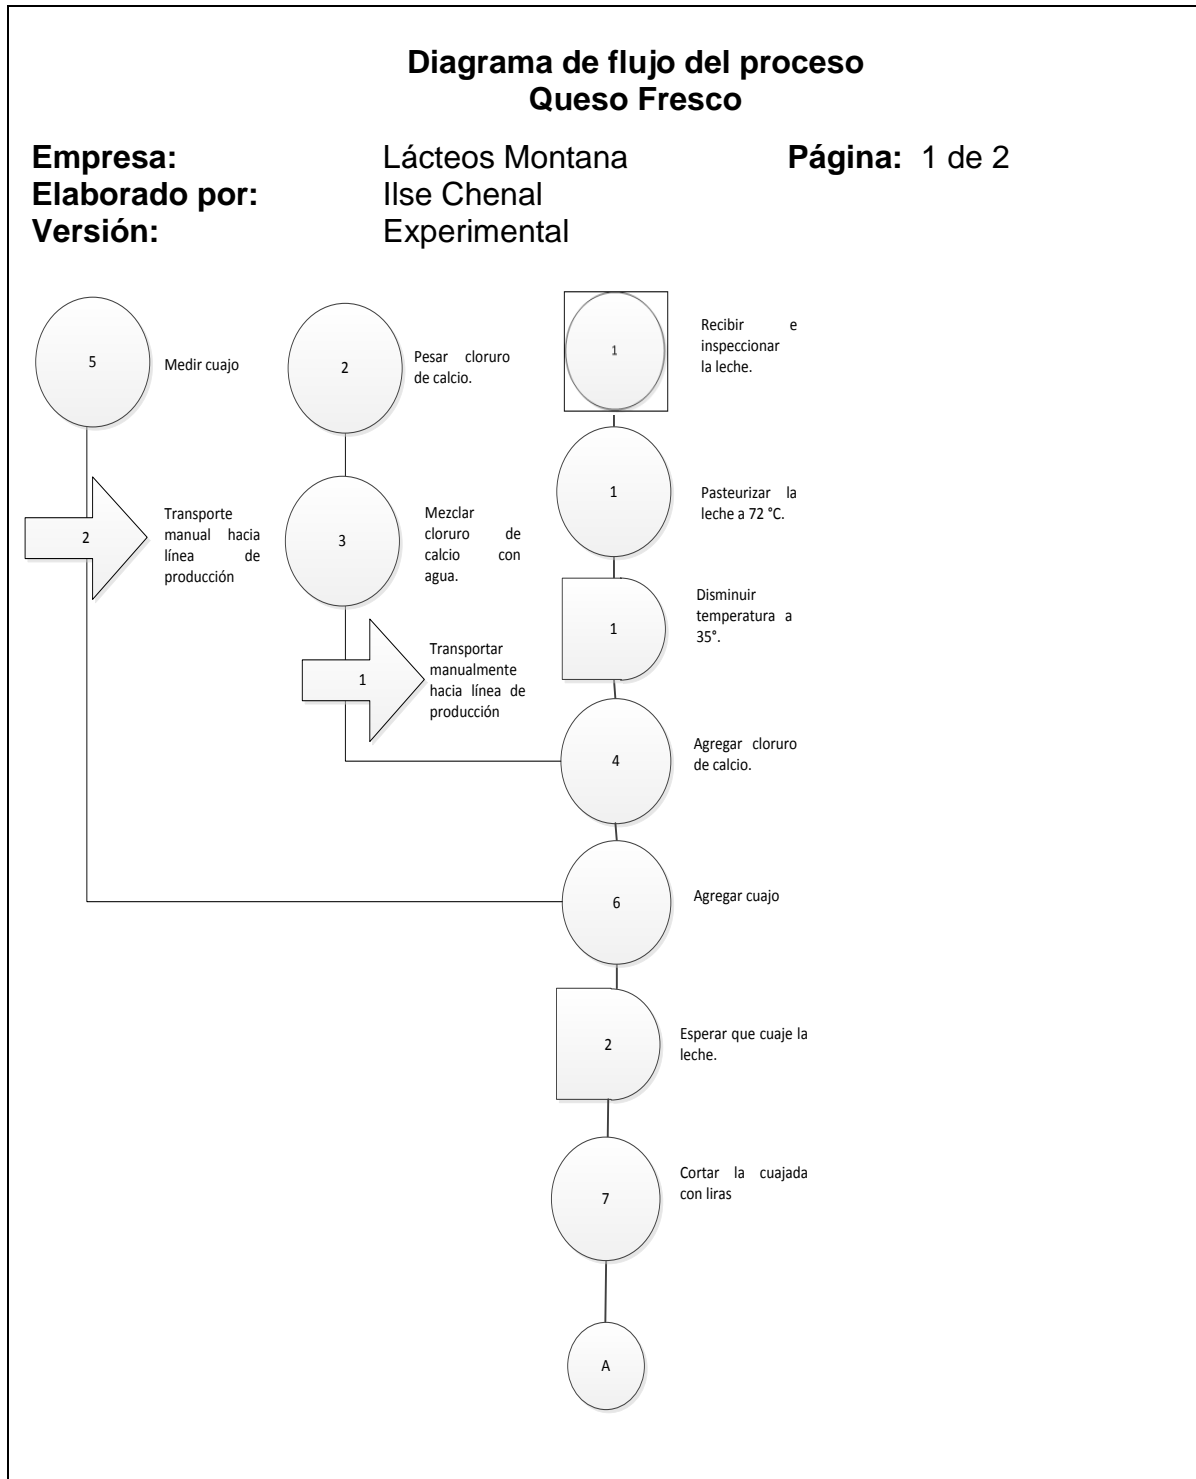 Diagrama de flujo del proceso
Queso Fresco
Empresa: Lácteos Montana Página: 1 de 2
Elaborado por: Ilse Chenal
Versión: Experimental
5
Medir cuajo
2
Transporte
manual hacia
línea de
producción
2
Pesar cloruro
de calcio.
3
Mezclar
cloruro de
calcio con
agua.
1
Transportar
manualmente
hacia línea de
producción
1
Recibir e
inspeccionar
la leche.
1
Pasteurizar la
leche a 72 °C.
1
Disminuir
temperatura a
35°.
4
Agregar cloruro
de calcio.
6
Agregar cuajo
2
Esperar que cuaje la
leche.
7
Cortar la cuajada
con liras
A